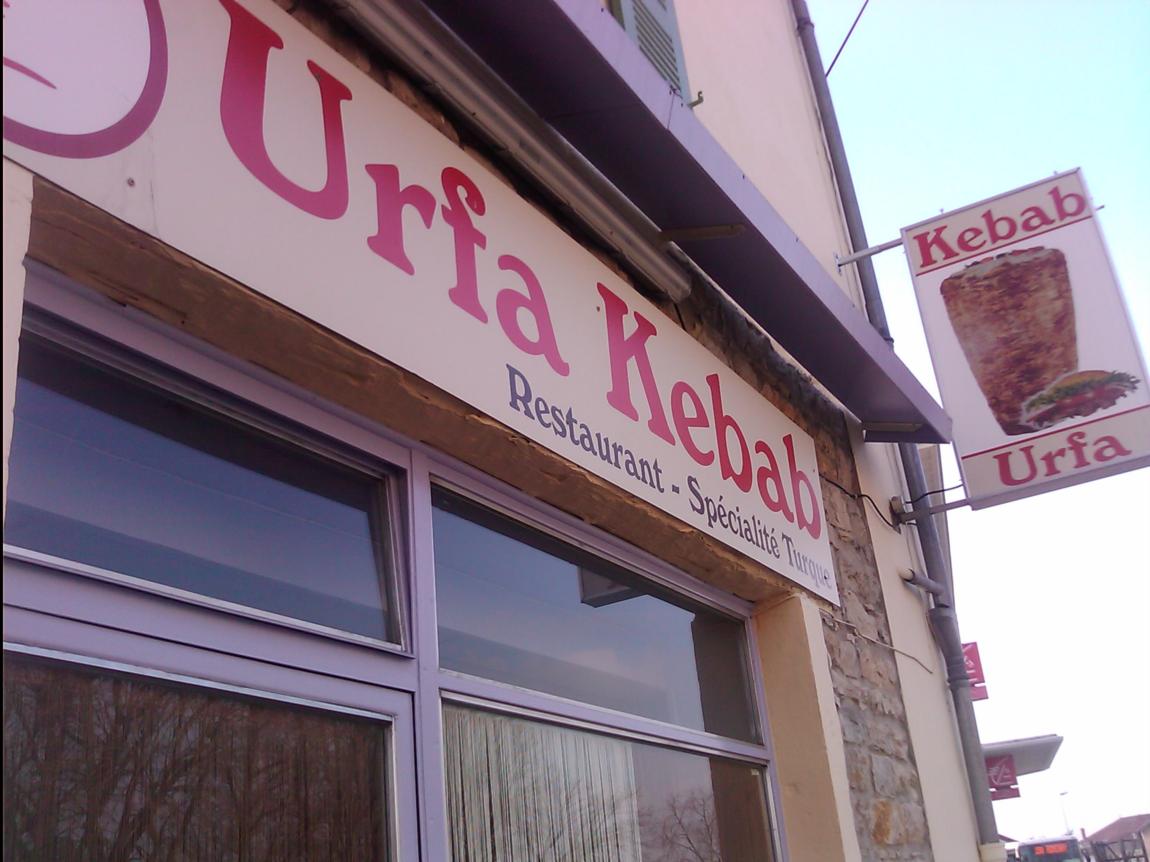 Urfa Kebab
Restaurant - Spécialité Turque
Kebab
Urfa